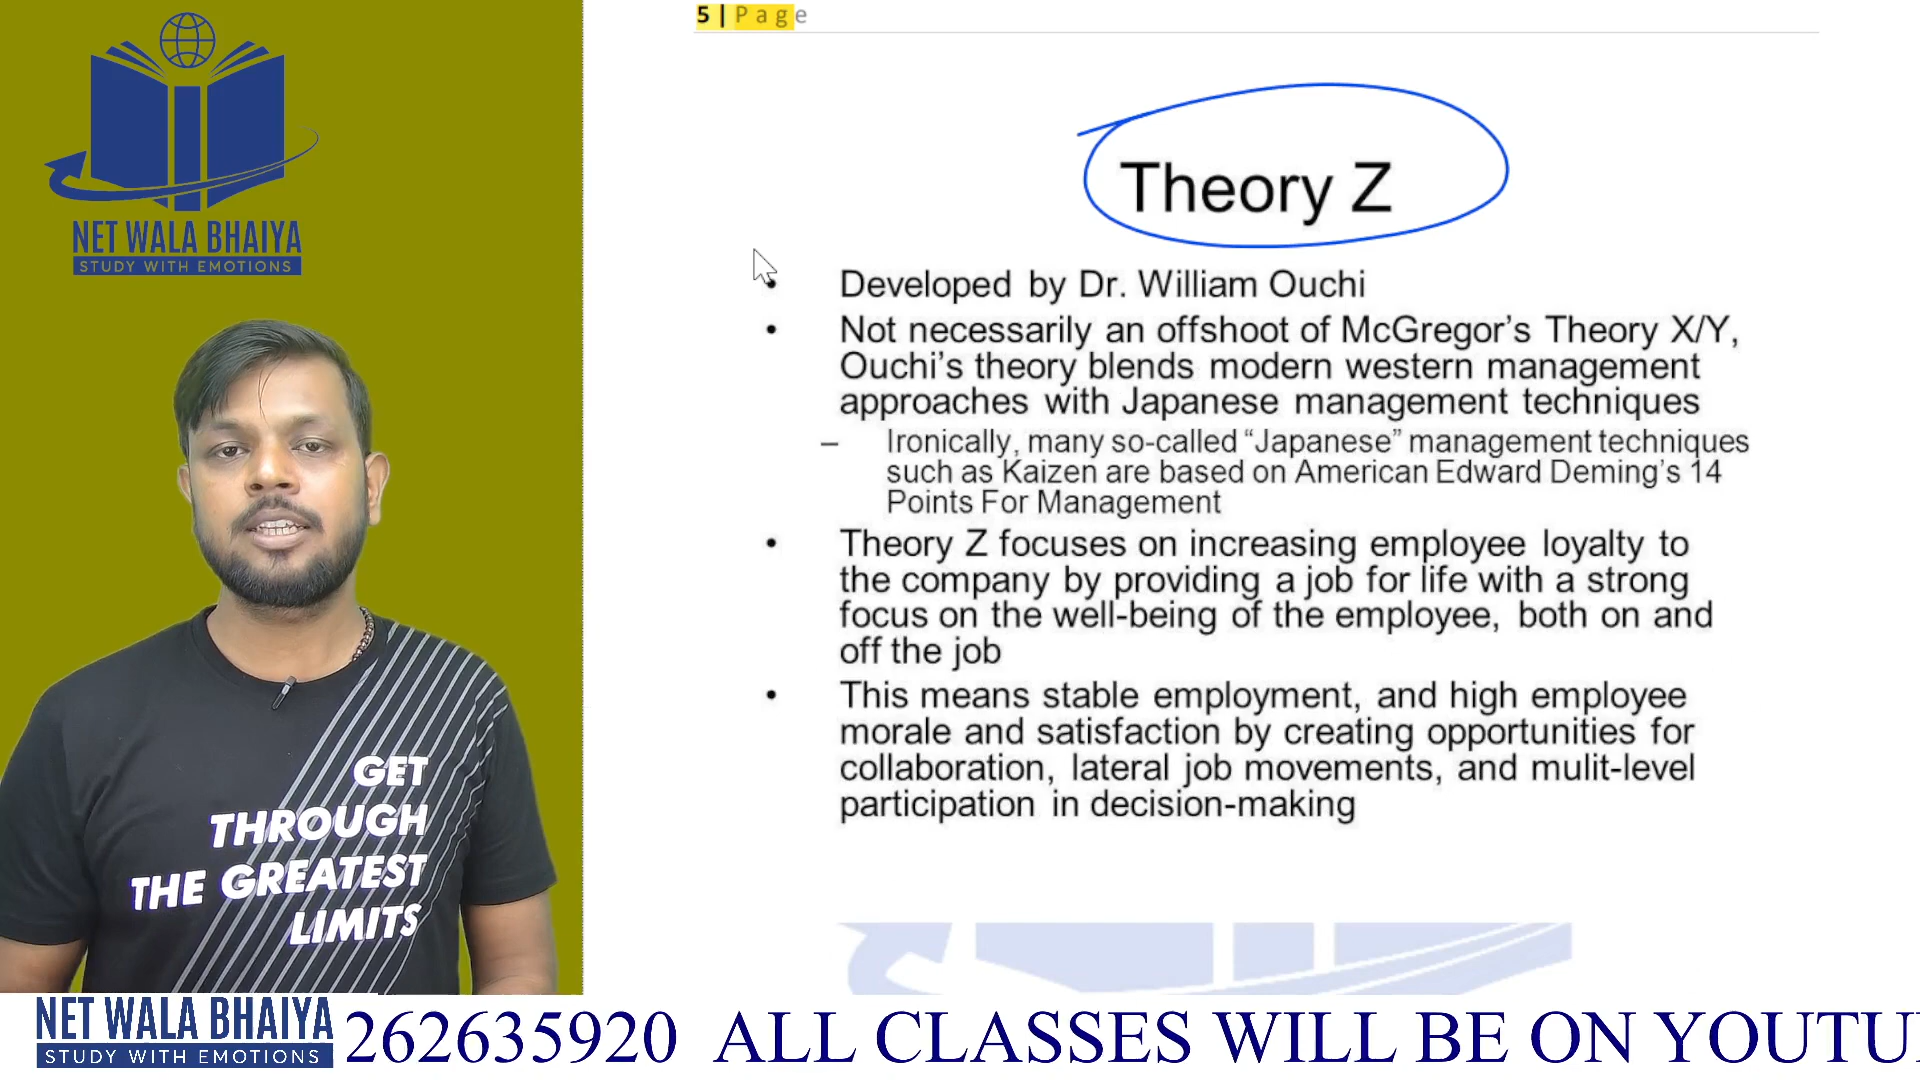 NET WALA BHAIYA
STUDY WITH EMOTIONS
GET
THROUGH
THE GREATEST
LIMITS
5 | Page
Theory Z
• Developed by Dr. William Ouchi
• Not necessarily an offshoot of McGregor's Theory X/Y,
Ouchi's theory blends modern western management
approaches with Japanese management techniques
– Ironically, many so-called “Japanese” management techniques
such as Kaizen are based on American Edward Deming's 14
Points For Management
• Theory Z focuses on increasing employee loyalty to
the company by providing a job for life with a strong
focus on the well-being of the employee, both on and
off the job
• This means stable employment, and high employee
morale and satisfaction by creating opportunities for
collaboration, lateral job movements, and mulit-level
participation in decision-making
NET WALA BHAIYA
STUDY WITH EMOTIONS
262635920 ALL CLASSES WILL BE ON YOUTU